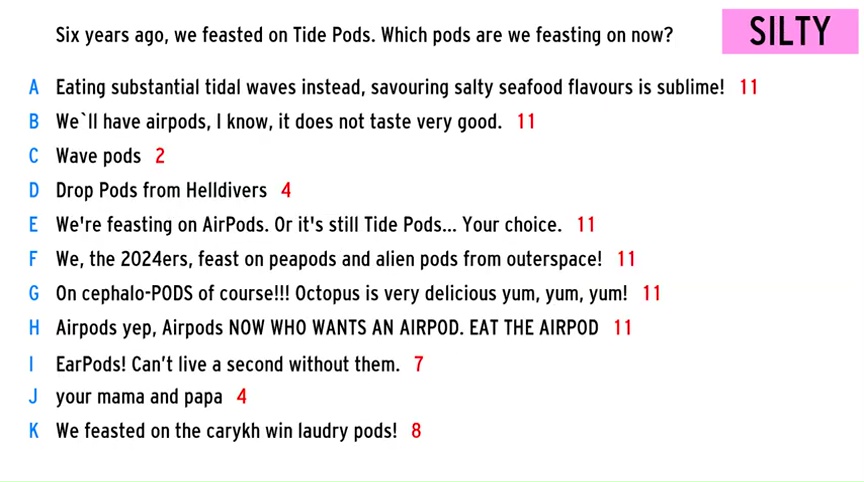 Six years ago, we feasted on Tide Pods. Which pods are we feasting on now?
SILTY
A Eating substantial tidal waves instead, savouring salty seafood flavours is sublime! 11
B We`ll have airpods, I know, it does not taste very good. 11
C Wave pods 2
D Drop Pods from Helldivers 4
E We're feasting on AirPods. Or it's still Tide Pods... Your choice. 11
F We, the 2024ers, feast on peapods and alien pods from outerspace! 11
G On cephalo-PODS of course!!! Octopus is very delicious yum, yum, yum! 11
H Airpods yep, Airpods NOW WHO WANTS AN AIRPOD. EAT THE AIRPOD 11
I EarPods! Can't live a second without them. 7
J your mama and papa 4
K We feasted on the carykh win laudry pods! 8